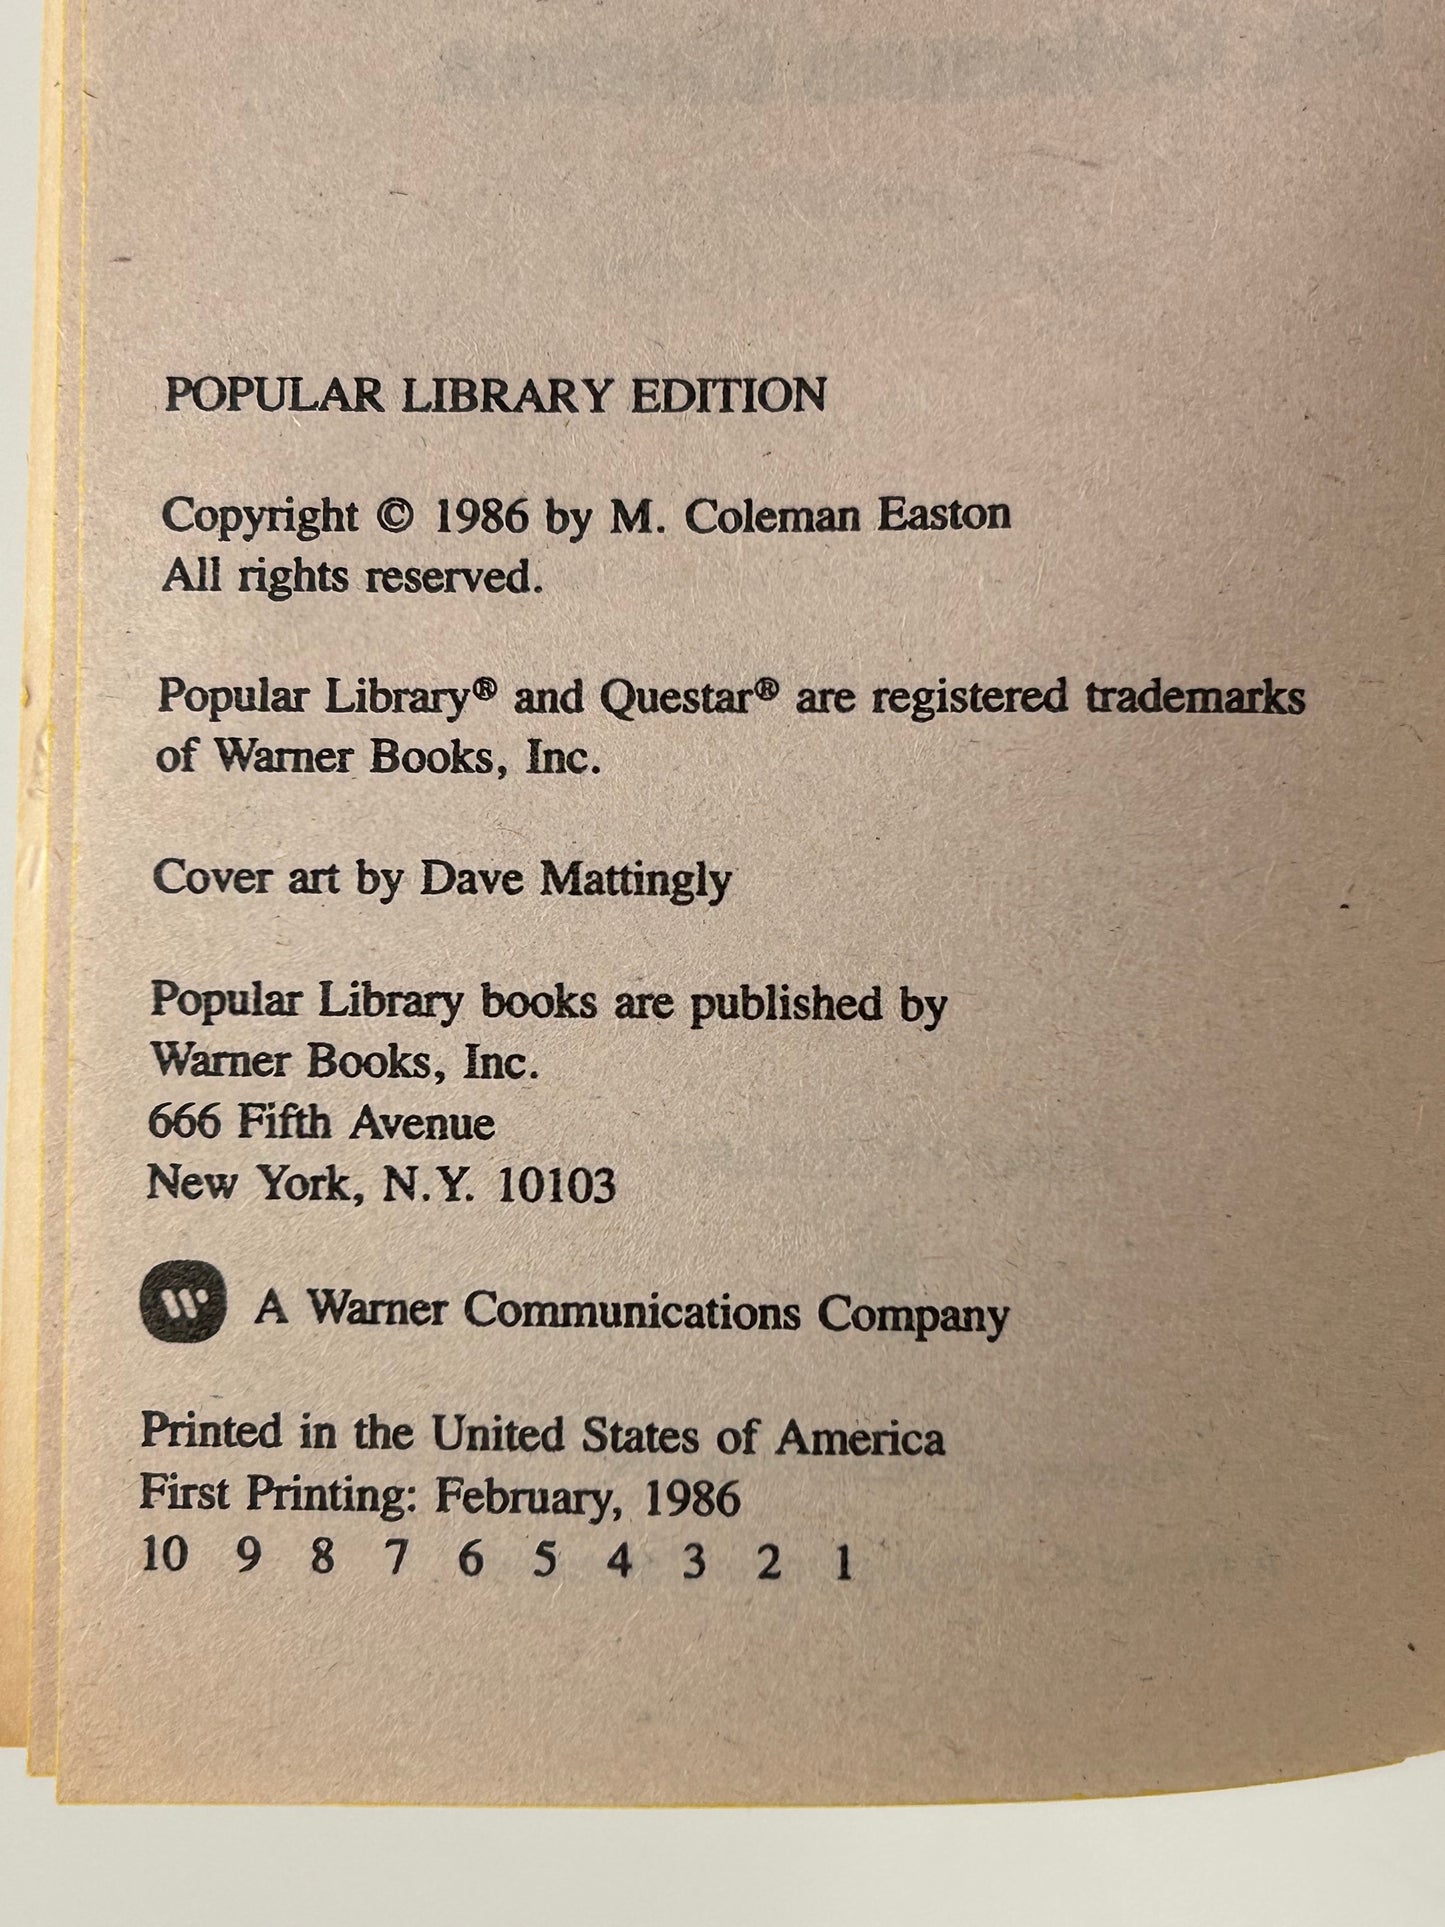 POPULAR LIBRARY EDITION
Copyright © 1986 by M. Coleman Easton
All rights reserved.
Popular Library® and Questar® are registered trademarks
of Warner Books, Inc.
Cover art by Dave Mattingly
Popular Library books are published by
Warner Books, Inc.
666 Fifth Avenue
New York, N.Y. 10103
W A Warner Communications Company
Printed in the United States of America
First Printing: February, 1986
10 9 8 7 6 5 4 3 2 1